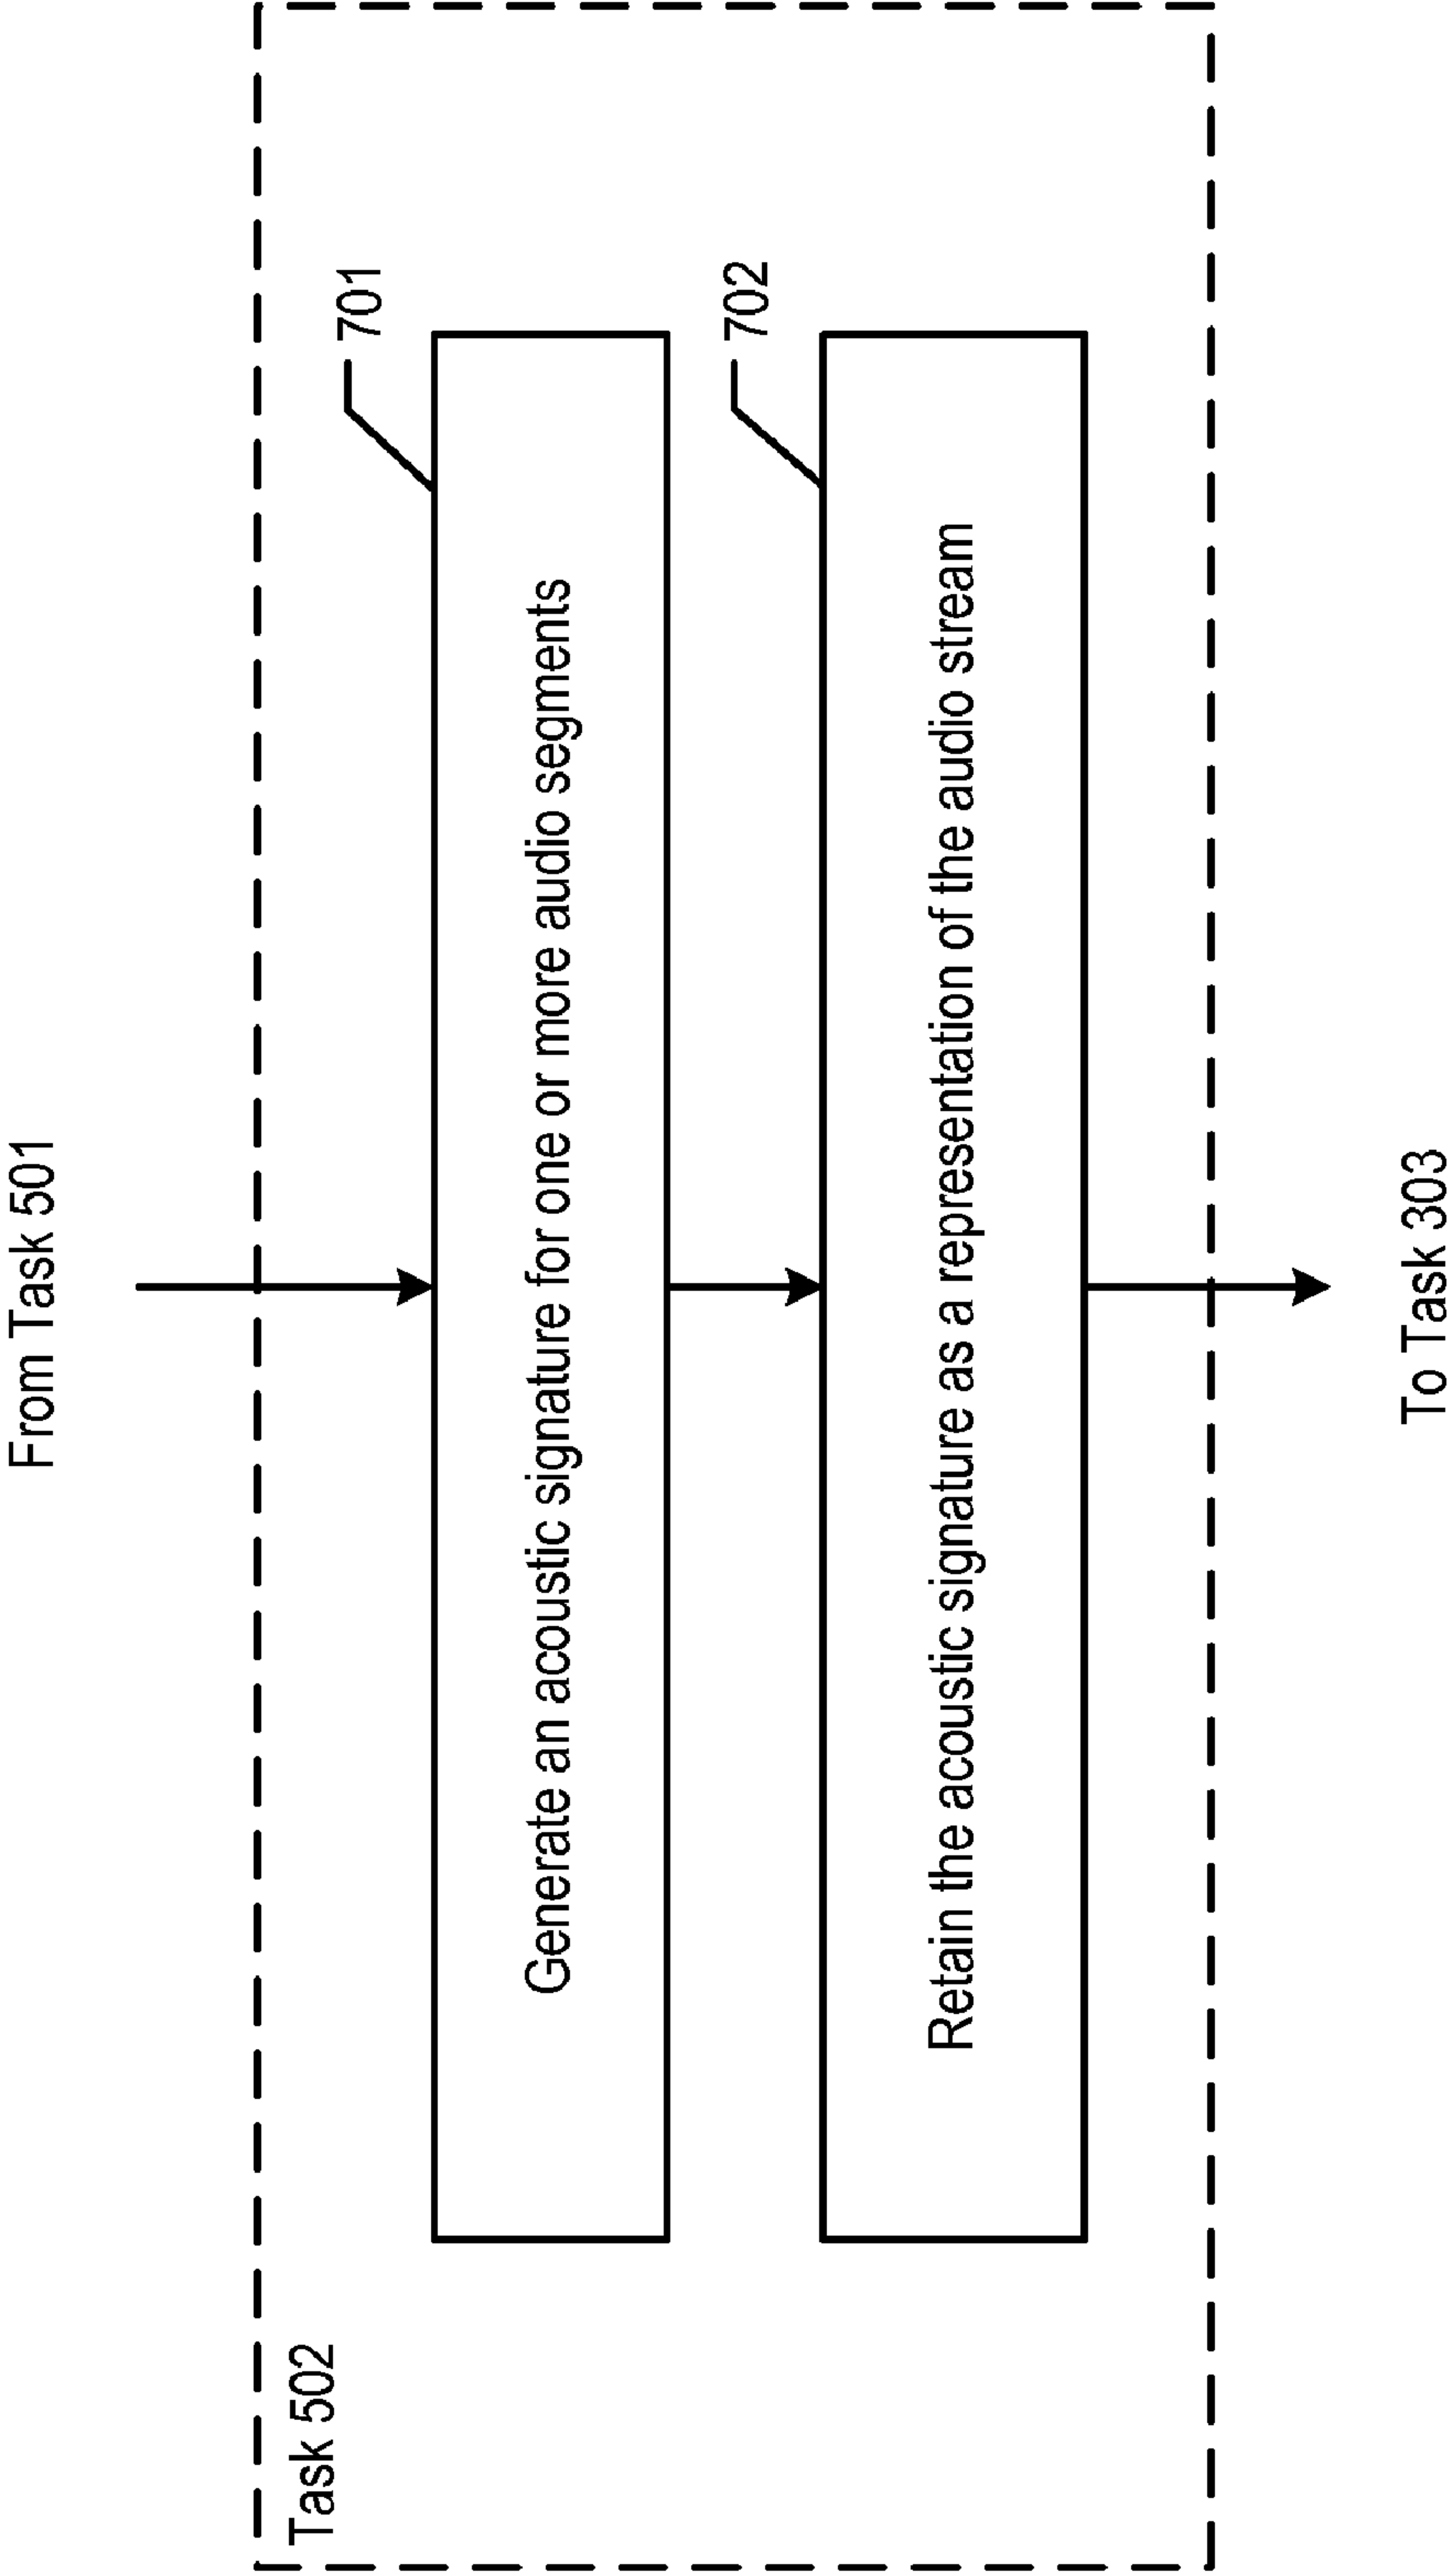 From Task 501
Task 502
701
Generate an acoustic signature for one or more audio segments
702
Retain the acoustic signature as a representation of the audio stream
To Task 303